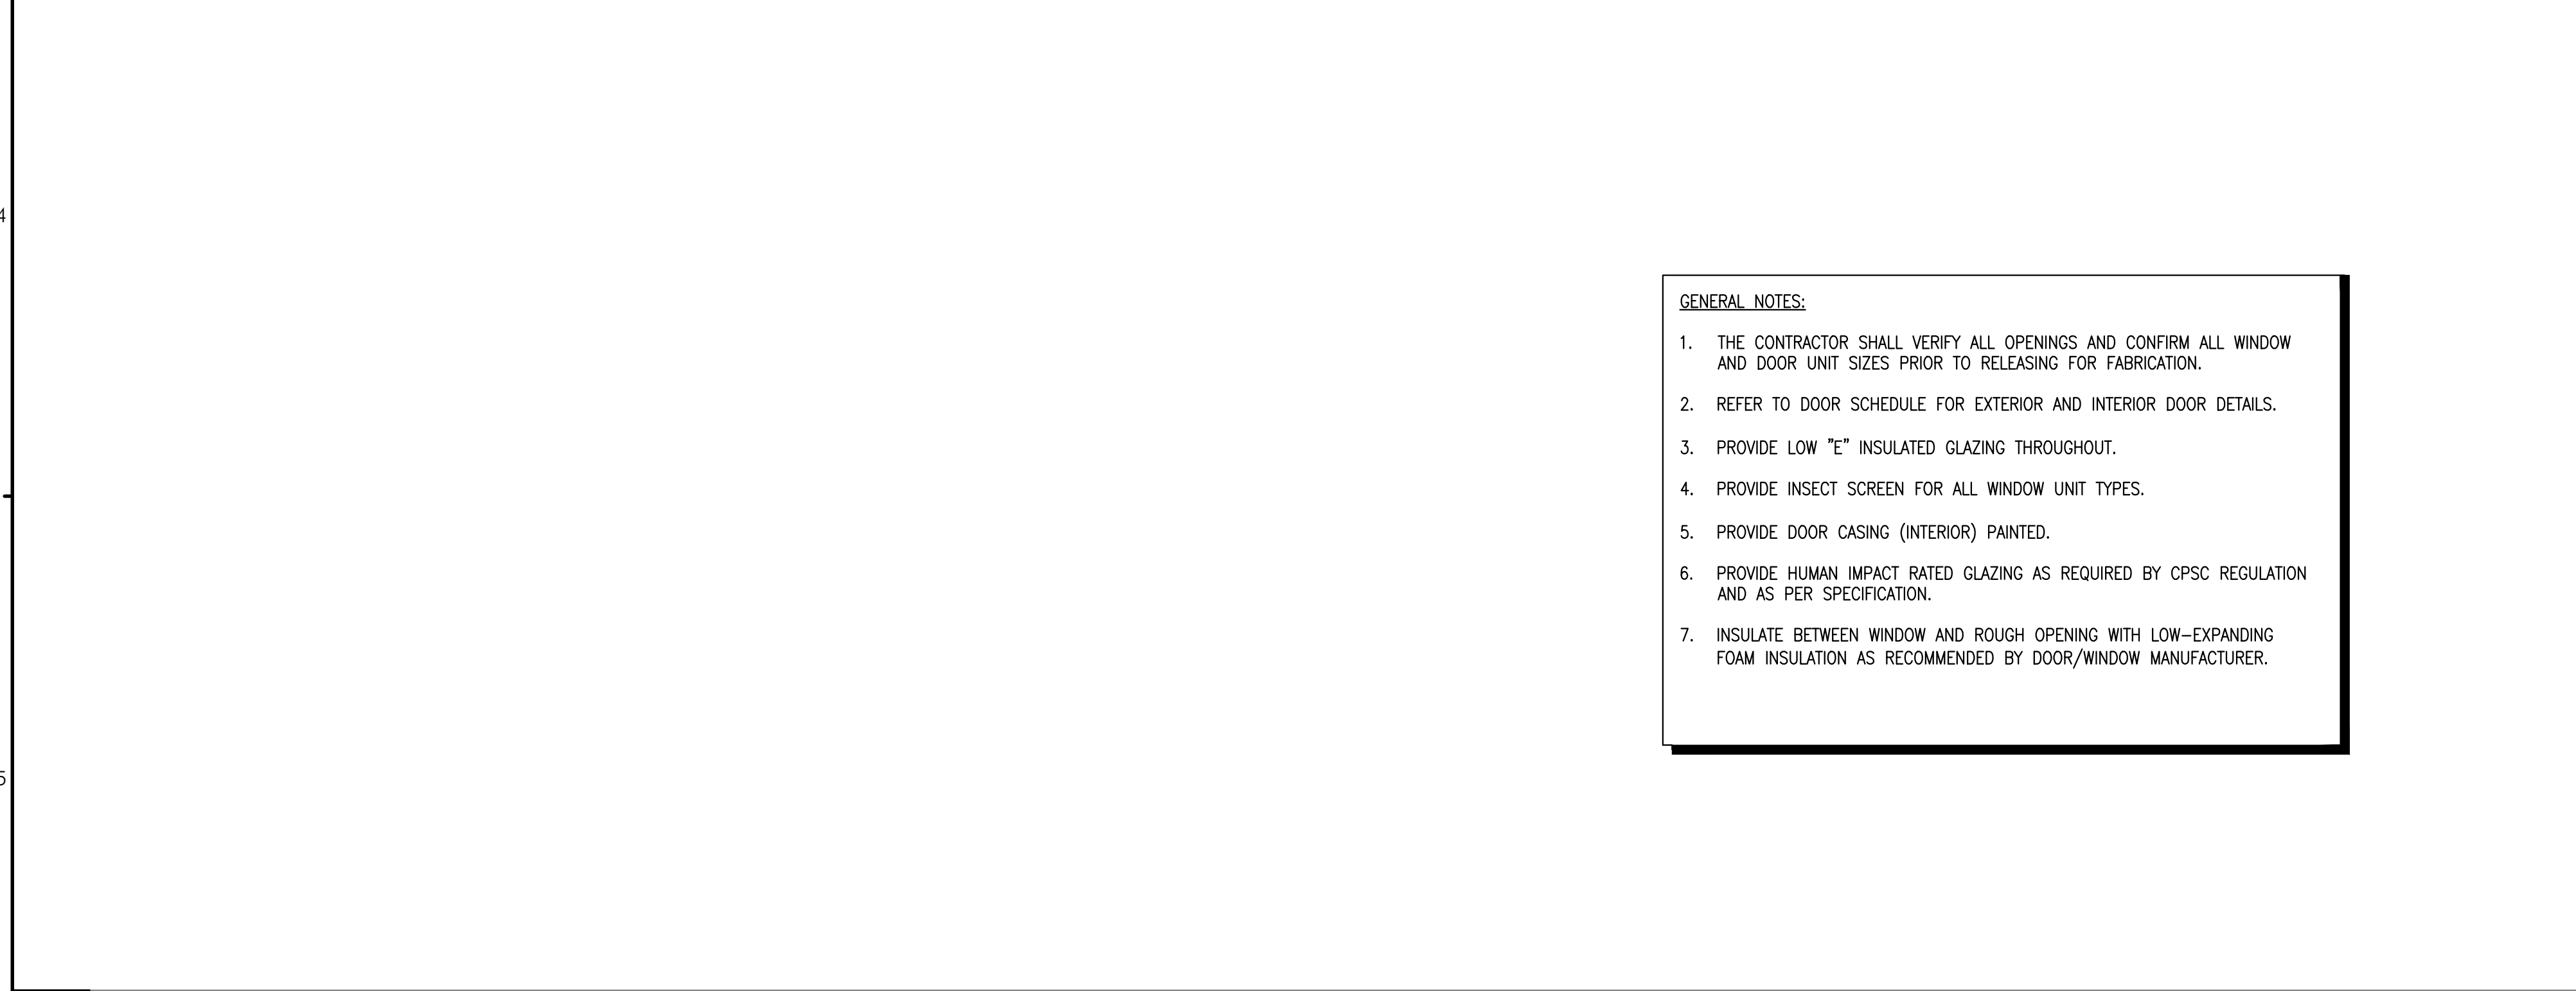 4
GENERAL NOTES:
1. THE CONTRACTOR SHALL VERIFY ALL OPENINGS AND CONFIRM ALL WINDOW
AND DOOR UNIT SIZES PRIOR TO RELEASING FOR FABRICATION.
2. REFER TO DOOR SCHEDULE FOR EXTERIOR AND INTERIOR DOOR DETAILS.
3. PROVIDE LOW "E" INSULATED GLAZING THROUGHOUT.
4. PROVIDE INSECT SCREEN FOR ALL WINDOW UNIT TYPES.
5. PROVIDE DOOR CASING (INTERIOR) PAINTED.
6. PROVIDE HUMAN IMPACT RATED GLAZING AS REQUIRED BY CPSC REGULATION
AND AS PER SPECIFICATION.
7. INSULATE BETWEEN WINDOW AND ROUGH OPENING WITH LOW-EXPANDING
FOAM INSULATION AS RECOMMENDED BY DOOR/WINDOW MANUFACTURER.
5